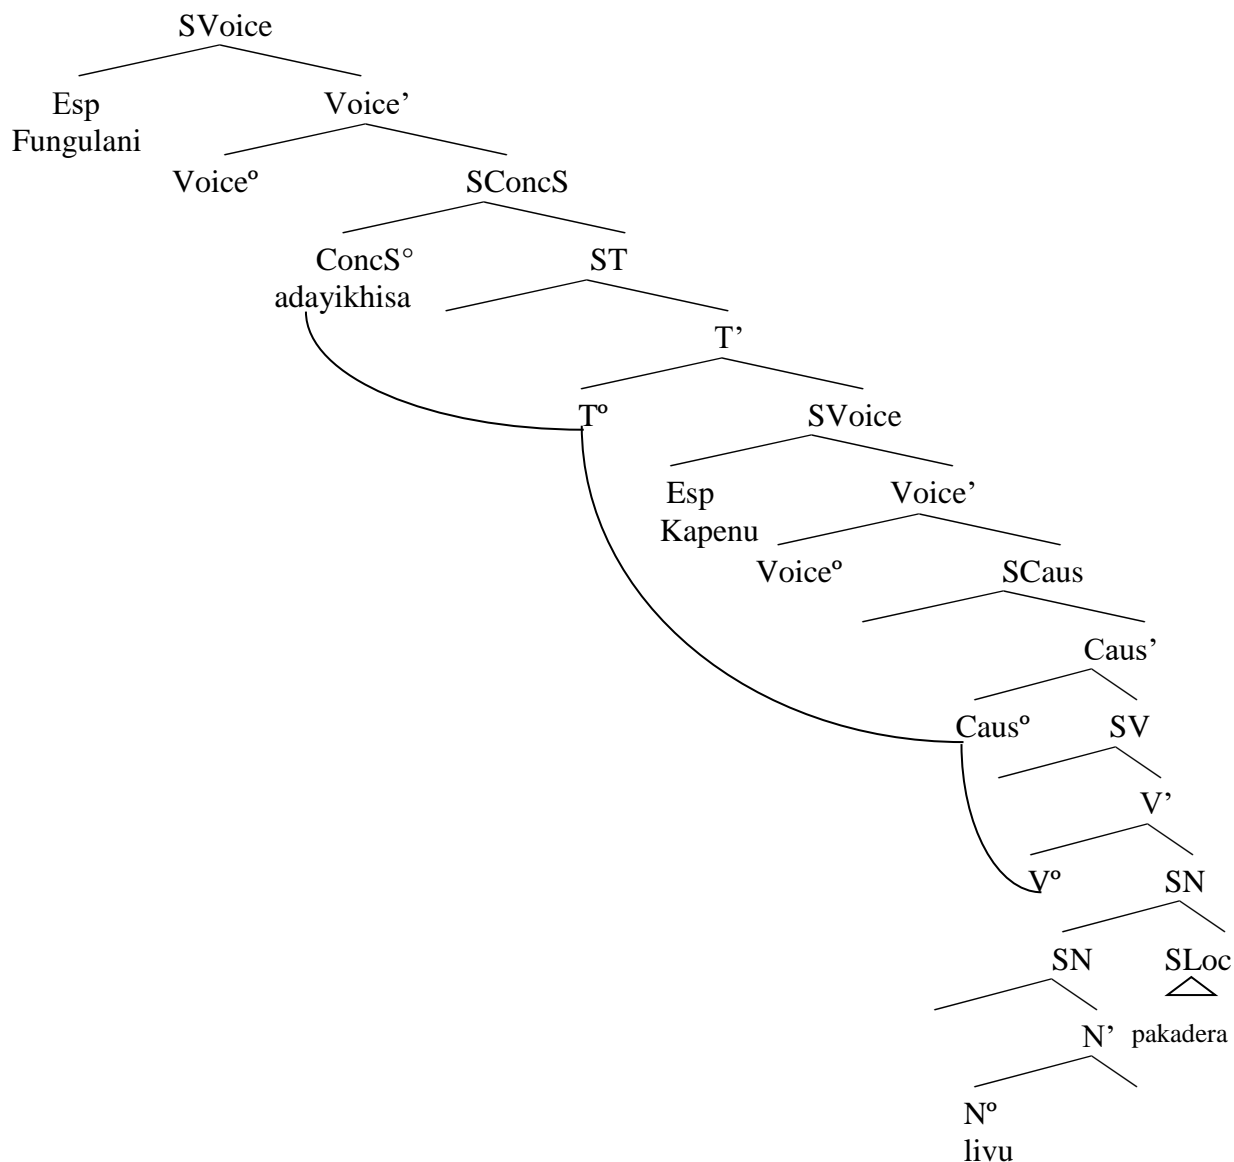 SVoice
Esp Voice’
Fungulani
Voiceº SConcS
ConcS° ST
adayikhisa
T’
Tº SVoice
Esp Voice’
Kapenu
Voiceº SCaus
Caus’
Causº SV
V’
Vº SN
SN SLoc
N’ pakadera
Nº
livu